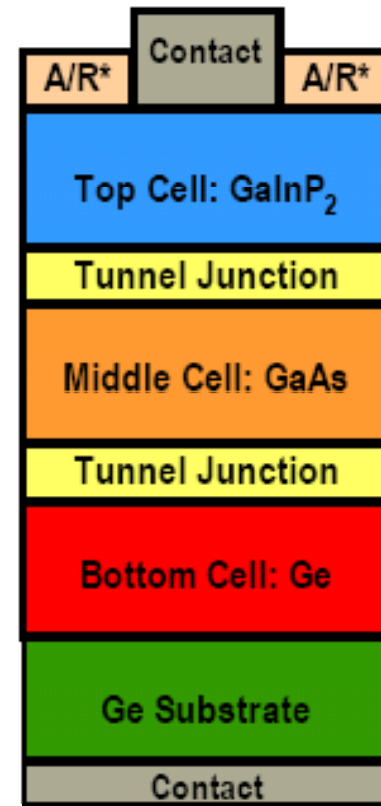 Contact
A/R*
A/R*
Top Cell: GaInP₂
Tunnel Junction
Middle Cell: GaAs
Tunnel Junction
Bottom Cell: Ge
Ge Substrate
Contact